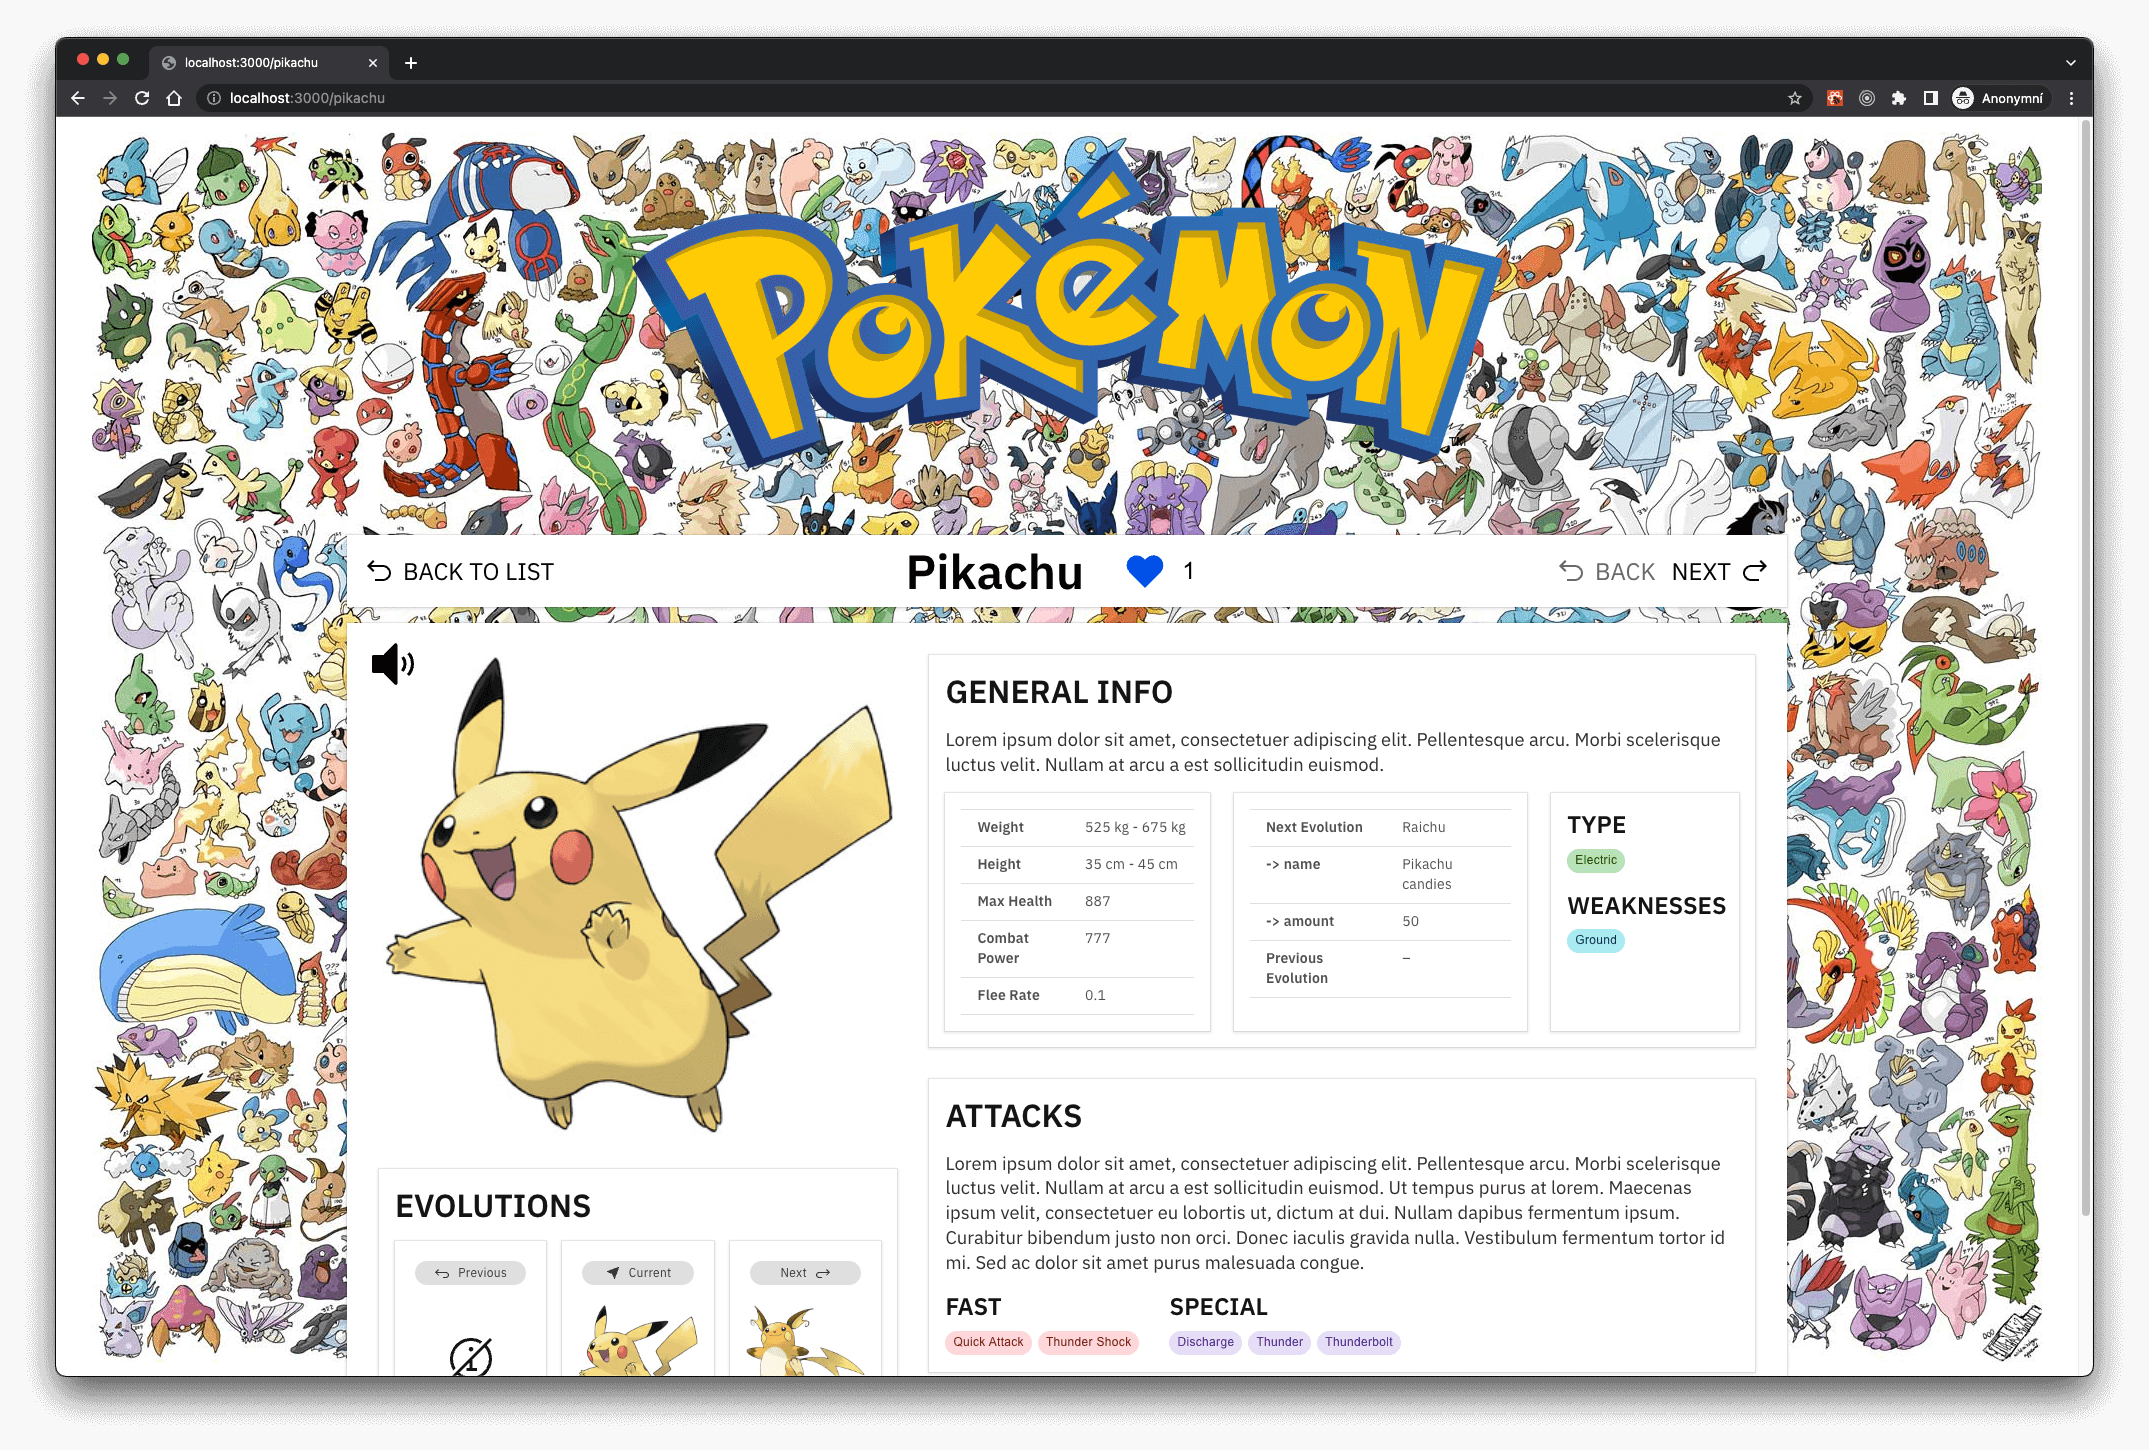 localhost:3000/pikachu
localhost:3000/pikachu
Anonymní
POKéMON
TM
BACK TO LIST
Pikachu
1
BACK
NEXT
GENERAL INFO
Lorem ipsum dolor sit amet, consectetuer adipiscing elit. Pellentesque arcu. Morbi scelerisque
luctus velit. Nullam at arcu a est sollicitudin euismod.
Weight 525 kg - 675 kg
Height 35 cm - 45 cm
Max Health 887
Combat 777
Power
Flee Rate 0.1
Next Evolution Raichu
-> name Pikachu
candies
-> amount 50
Previous –
Evolution
TYPE
Electric
WEAKNESSES
Ground
ATTACKS
Lorem ipsum dolor sit amet, consectetuer adipiscing elit. Pellentesque arcu. Morbi scelerisque
luctus velit. Nullam at arcu a est sollicitudin euismod. Ut tempus purus at lorem. Maecenas
ipsum velit, consectetuer eu lobortis ut, dictum at dui. Nullam dapibus fermentum ipsum.
Curabitur bibendum justo non orci. Donec iaculis gravida nulla. Vestibulum fermentum tortor id
mi. Sed ac dolor sit amet purus malesuada congue.
FAST
Quick Attack Thunder Shock
SPECIAL
Discharge Thunder Thunderbolt
EVOLUTIONS
Previous
Current
Next